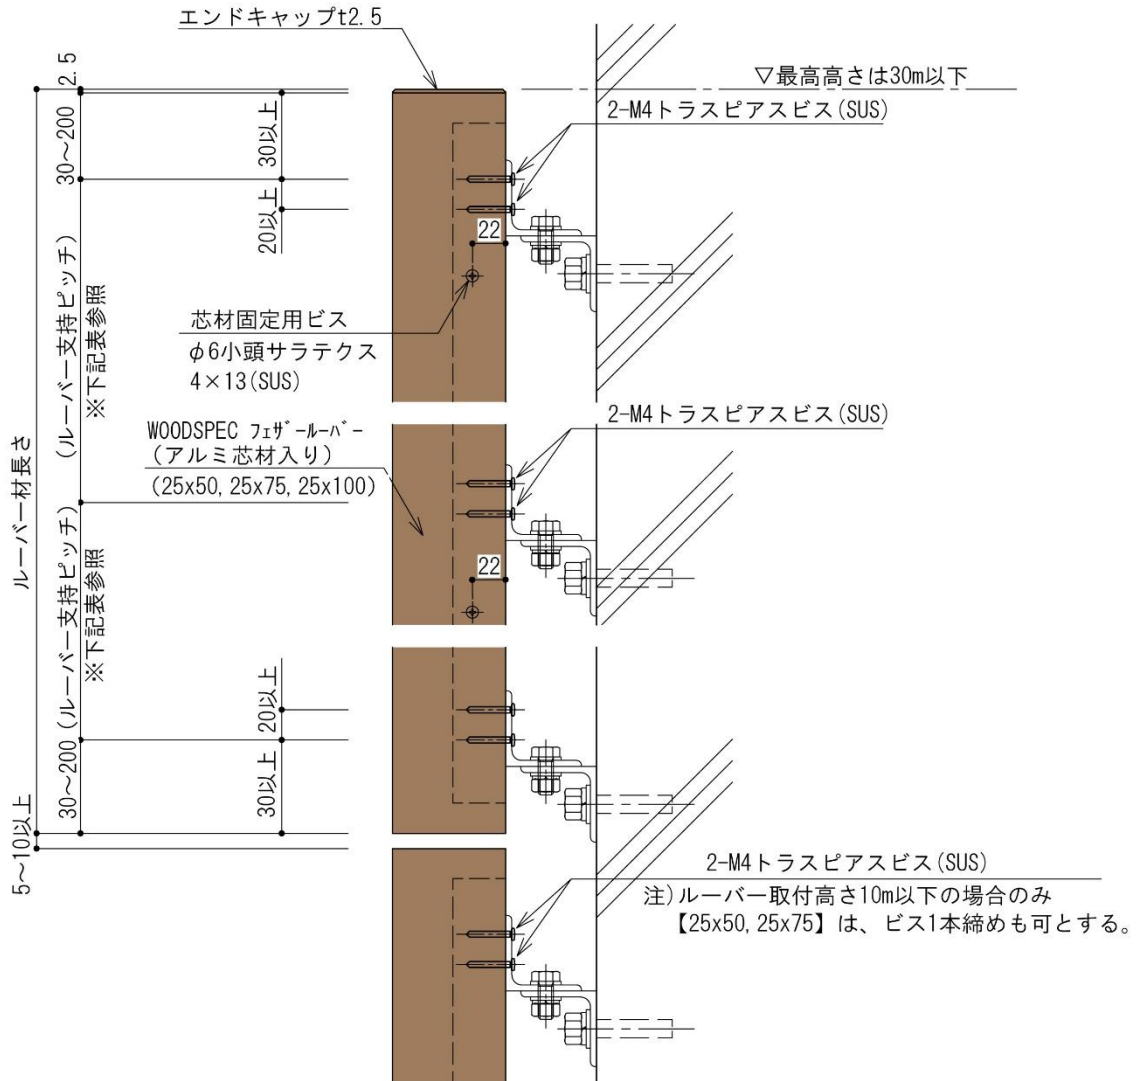 エンドキャップt2.5
▽最高高さは30m以下
2-M4トラスピアスビス(SUS)
2.5
30～200
30以上
20以上
22
(ルーバー支持ピッチ)
※下記表参照
芯材固定用ビス
φ6小頭サラテクス
4×13(SUS)
2-M4トラスピアスビス(SUS)
WOODSPEC フェザールーバー
(アルミ芯材入り)
(25x50,25x75,25x100)
ルーバー材長さ
22
(ルーバー支持ピッチ)
※下記表参照
20以上
30以上
30～200
5～10以上
2-M4トラスピアスビス(SUS)
注)ルーバー取付高さ10m以下の場合のみ
【25x50,25x75】は、ビス1本締めも可とする。